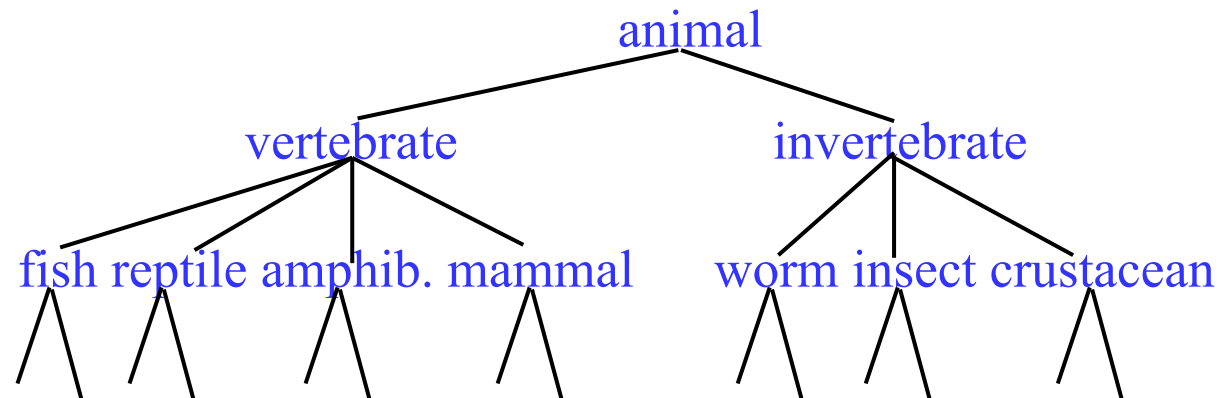 animal
vertebrate invertebrate
fish reptile amphib. mammal worm insect crustacean